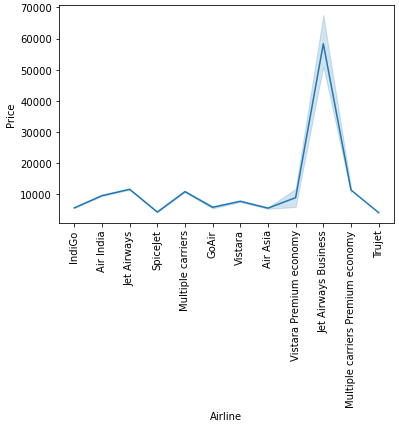 70000
60000
50000
40000
30000
20000
10000
Price
IndiGo
Air India
Jet Airways
SpiceJet
Multiple carriers
GoAir
Vistara
Air Asia
Vistara Premium economy
Jet Airways Business
Multiple carriers Premium economy
Trujet
Airline